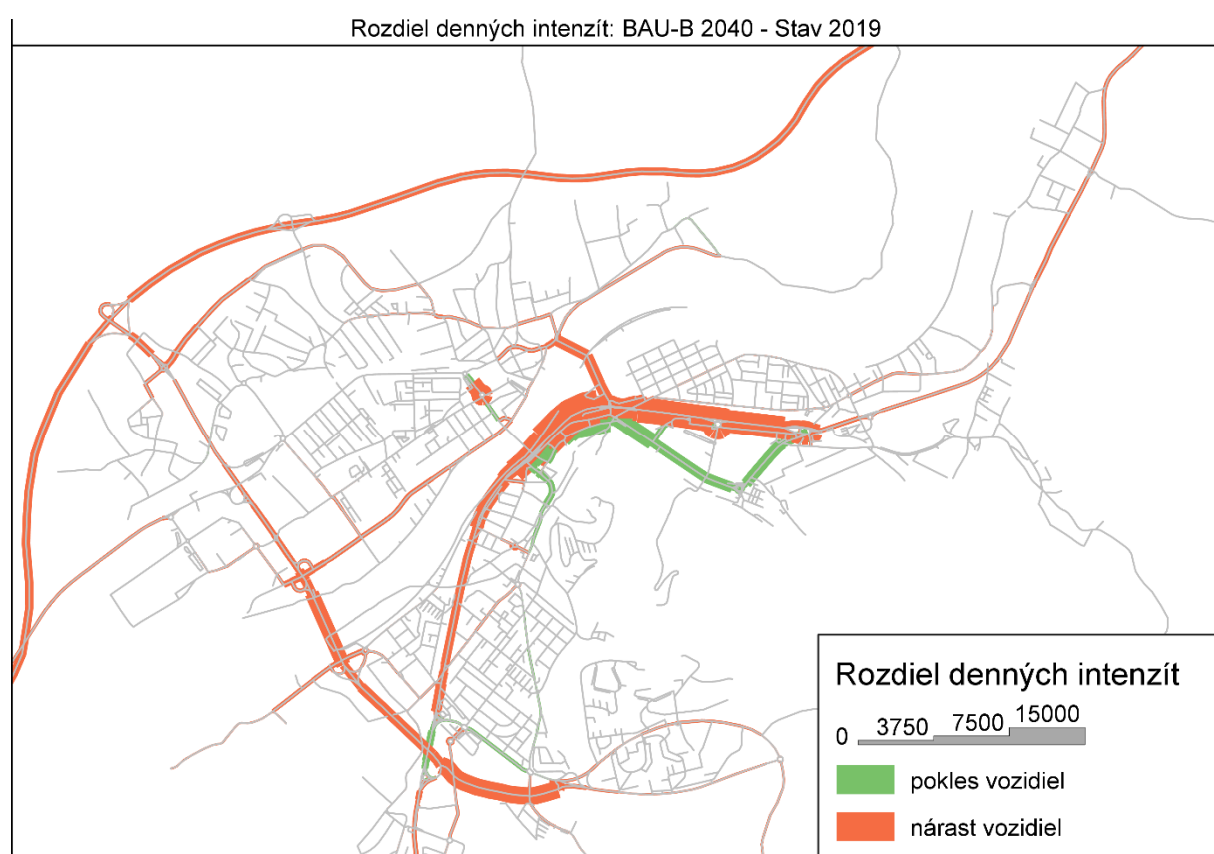 Rozdiel denných intenzít: BAU-B 2040 - Stav 2019
Rozdiel denných intenzít
0 3750 7500 15000
pokles vozidiel
nárast vozidiel